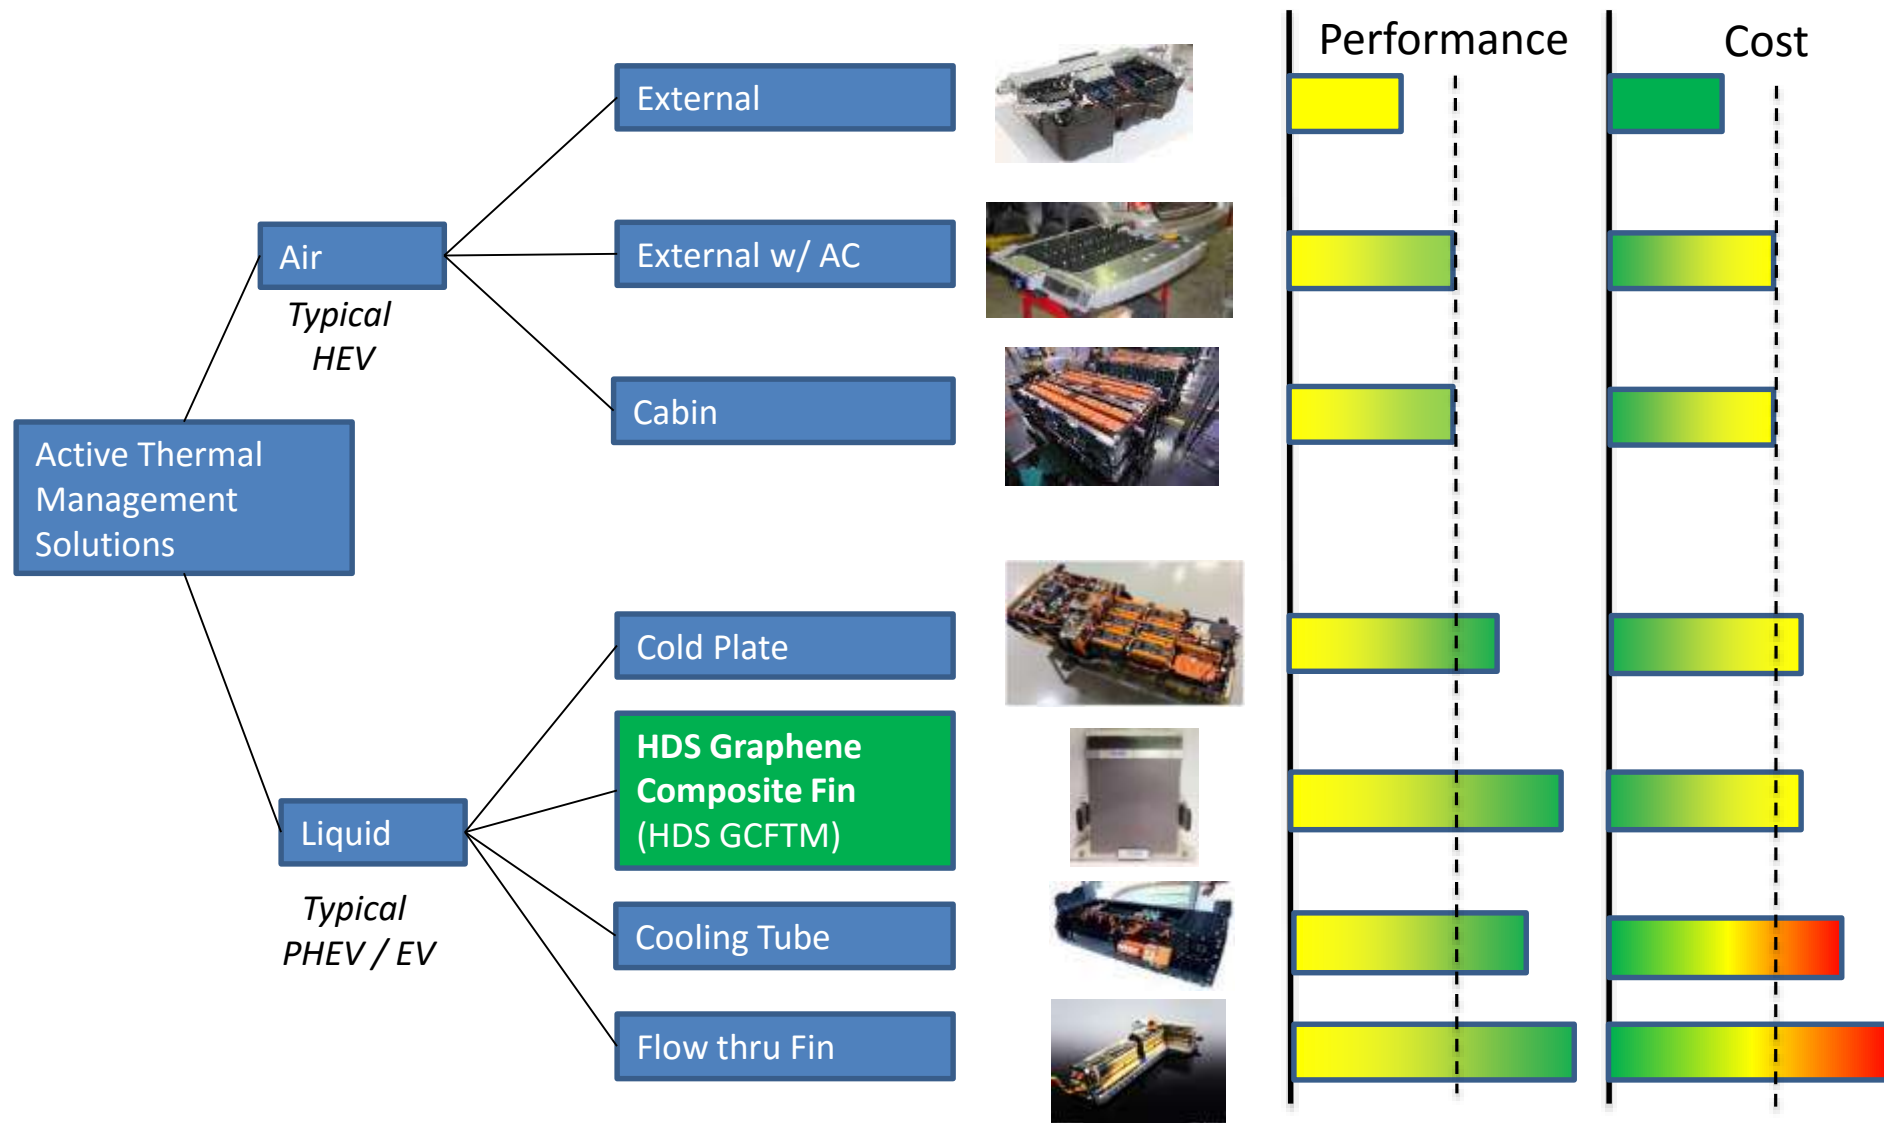 Performance
Cost
External
Air
External w/ AC
Typical
HEV
Cabin
Active Thermal
Management
Solutions
Cold Plate
HDS Graphene
Composite Fin
(HDS GCFTM)
Liquid
Typical
PHEV / EV
Cooling Tube
Flow thru Fin